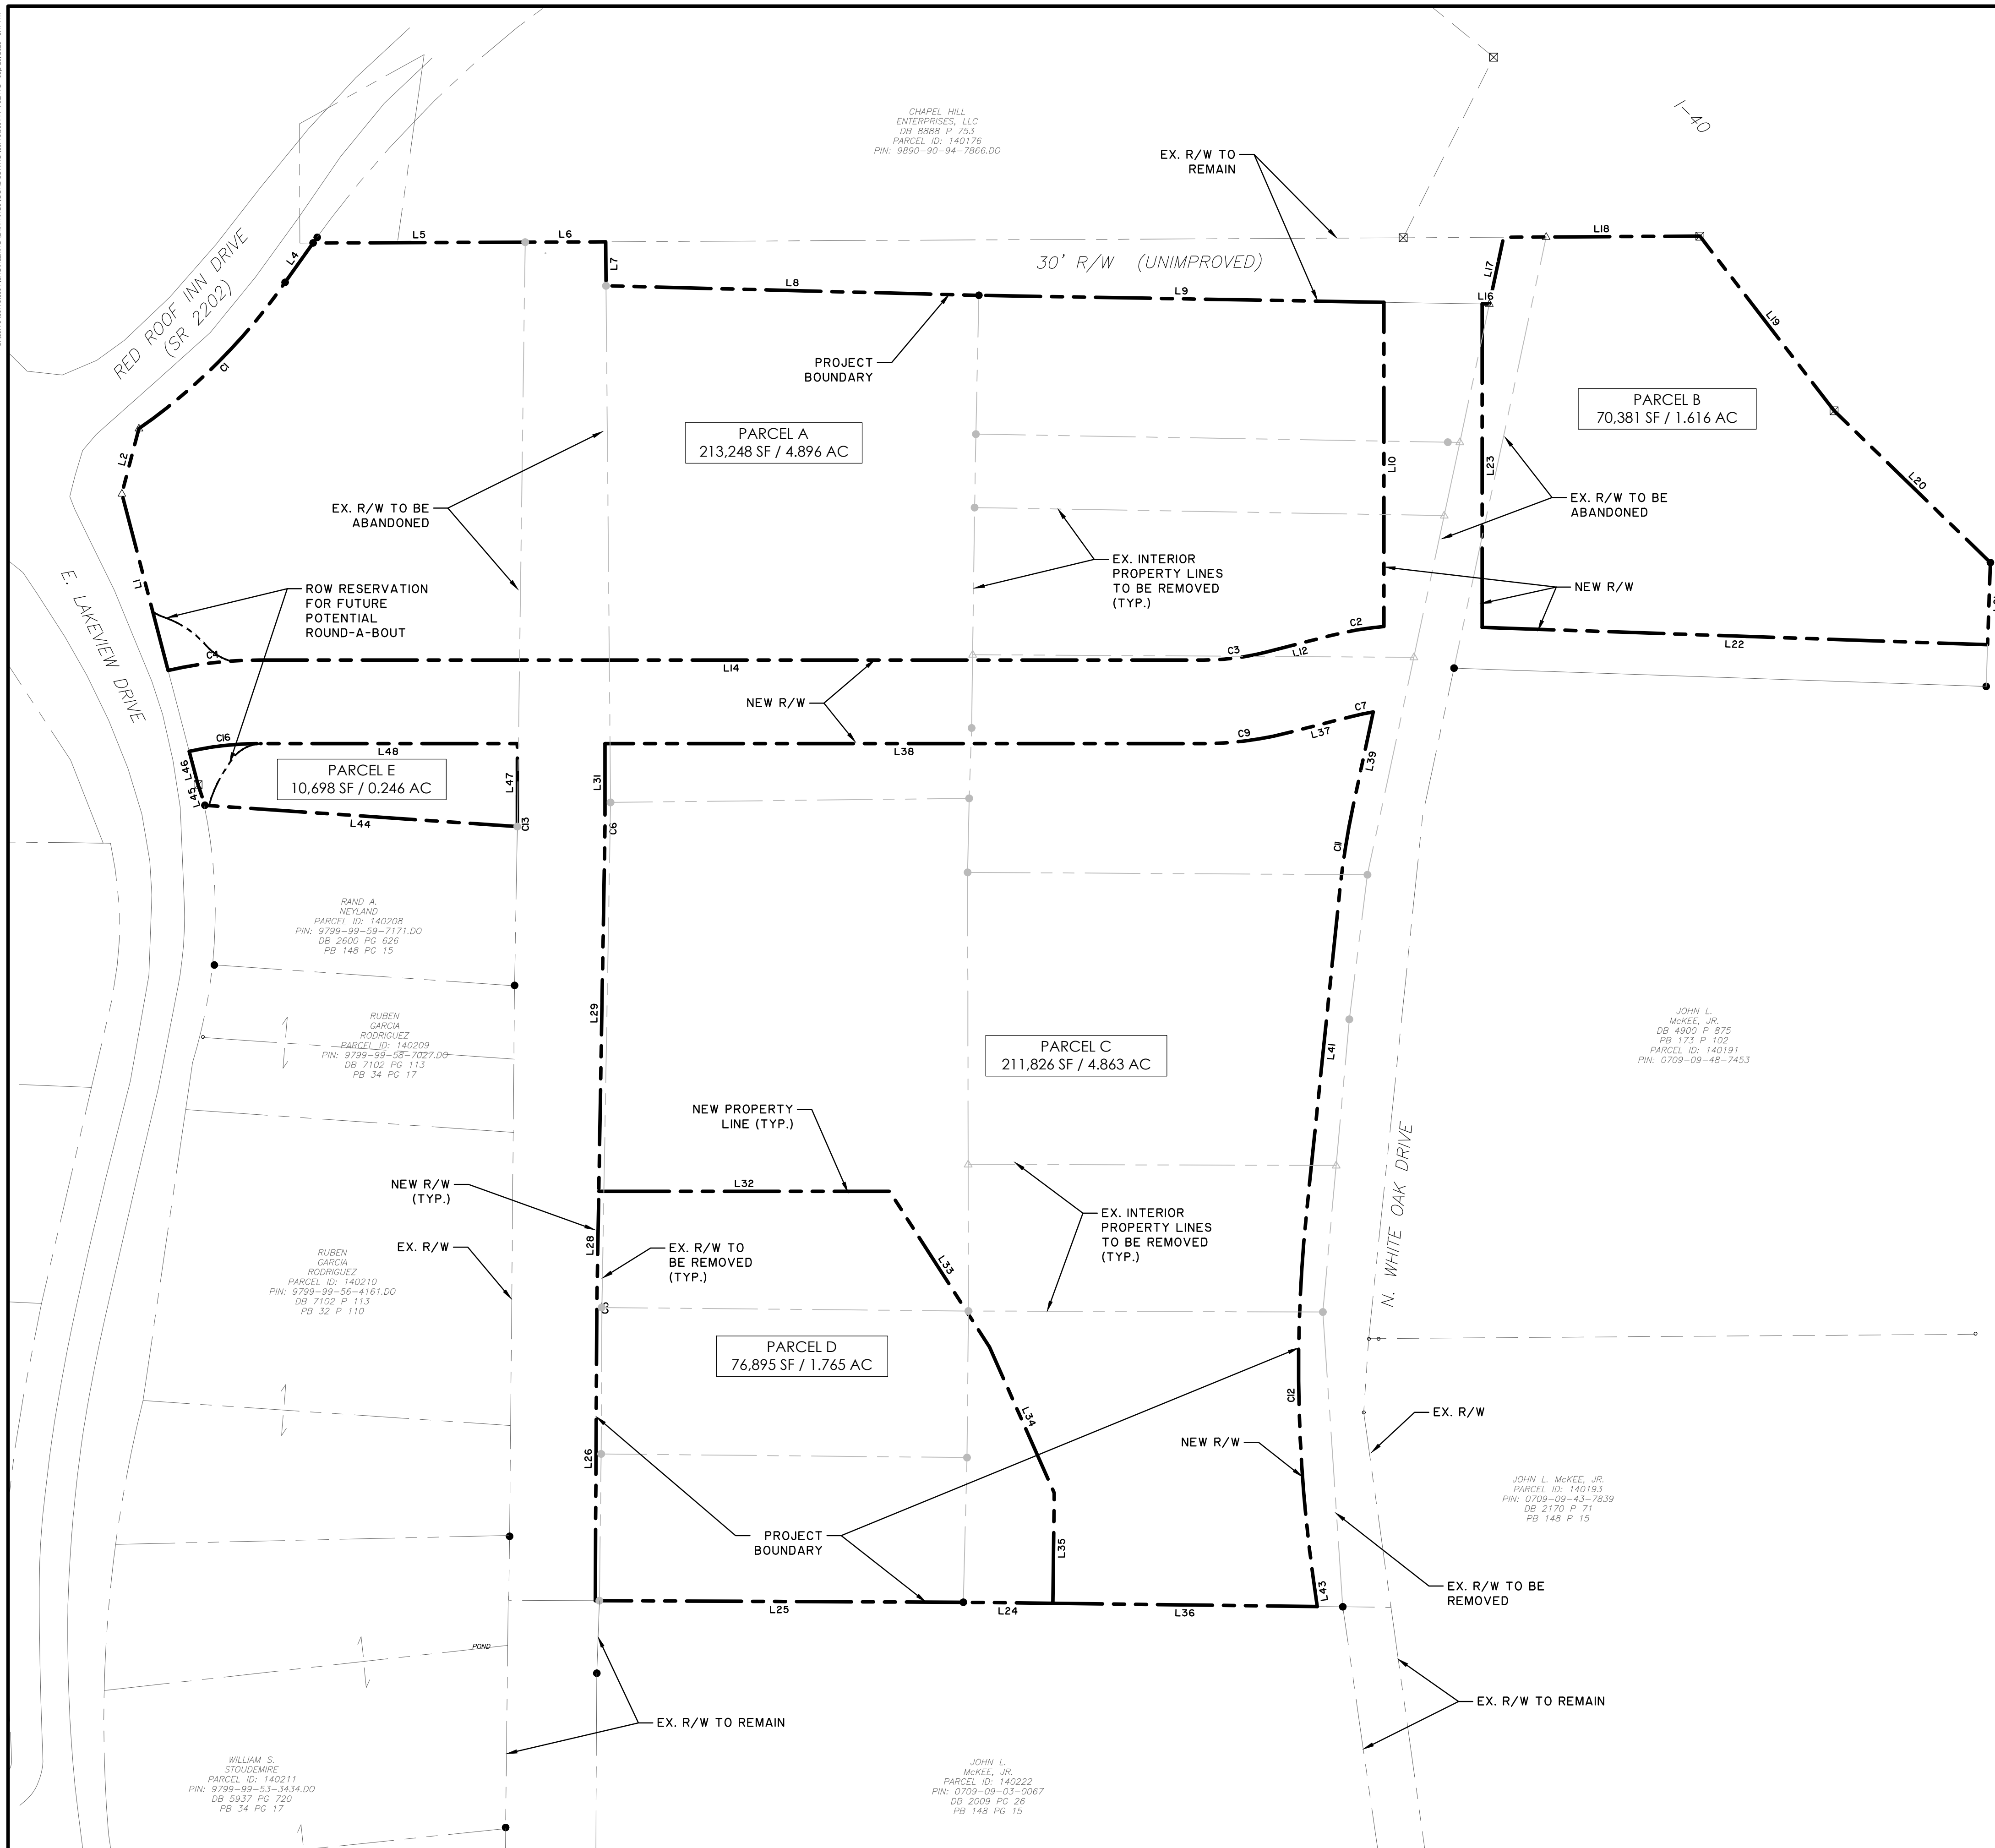 CHAPEL HILL
ENTERPRISES, LLC
DB 8888 P 753
PARCEL ID: 140176
PIN: 9890-90-94-7866.DO
I-40
EX. R/W TO
REMAIN
RED ROOF INN DRIVE
(SR 2202)
L4
L5
L6
L7
30' R/W (UNIMPROVED)
L8
L9
L16
L17
L18
L19
PROJECT
BOUNDARY
C1
L2
PARCEL A
213,248 SF / 4.896 AC
PARCEL B
70,381 SF / 1.616 AC
L10
L23
L20
EX. R/W TO BE
ABANDONED
EX. R/W TO BE
ABANDONED
L1
E. LAKEVIEW DRIVE
ROW RESERVATION
FOR FUTURE
POTENTIAL
ROUND-A-BOUT
EX. INTERIOR
PROPERTY LINES
TO BE REMOVED
(TYP.)
NEW R/W
C4
L14
C3
L12
C2
L22
NEW R/W
C16
L48
L38
C9
L37
C7
L46
L45
PARCEL E
10,698 SF / 0.246 AC
L47
L31
L39
L44
C13
C6
C11
RAND A.
NEYLAND
PARCEL ID: 140208
PIN: 9799-99-59-7171.DO
DB 2600 PG 626
PB 148 PG 15
RUBEN
GARCIA
RODRIGUEZ
PARCEL ID: 140209
PIN: 9799-99-58-7027.DO
DB 7102 PG 113
PB 34 PG 17
L29
PARCEL C
211,826 SF / 4.863 AC
L41
JOHN L.
McKEE, JR.
DB 4900 P 875
PB 173 P 102
PARCEL ID: 140191
PIN: 0709-09-48-7453
NEW PROPERTY
LINE (TYP.)
N. WHITE OAK DRIVE
NEW R/W
(TYP.)
L32
L28
EX. R/W
EX. R/W TO
BE REMOVED
(TYP.)
L33
EX. INTERIOR
PROPERTY LINES
TO BE REMOVED
(TYP.)
RUBEN
GARCIA
RODRIGUEZ
PARCEL ID: 140210
PIN: 9799-99-56-4161.DO
DB 7102 P 113
PB 32 P 110
PARCEL D
76,895 SF / 1.765 AC
L34
C12
EX. R/W
L26
NEW R/W
JOHN L. McKEE, JR.
PARCEL ID: 140193
PIN: 0709-09-43-7839
DB 2170 P 71
PB 148 P 15
PROJECT
BOUNDARY
L35
EX. R/W TO BE
REMOVED
L25
L24
L36
L43
POND
EX. R/W TO REMAIN
EX. R/W TO REMAIN
WILLIAM S.
STOUDEMIRE
PARCEL ID: 140211
PIN: 9799-99-53-3434.DO
DB 5937 PG 720
PB 34 PG 17
JOHN L.
McKEE, JR.
PARCEL ID: 140222
PIN: 0709-09-03-0067
DB 2009 PG 26
PB 148 PG 15